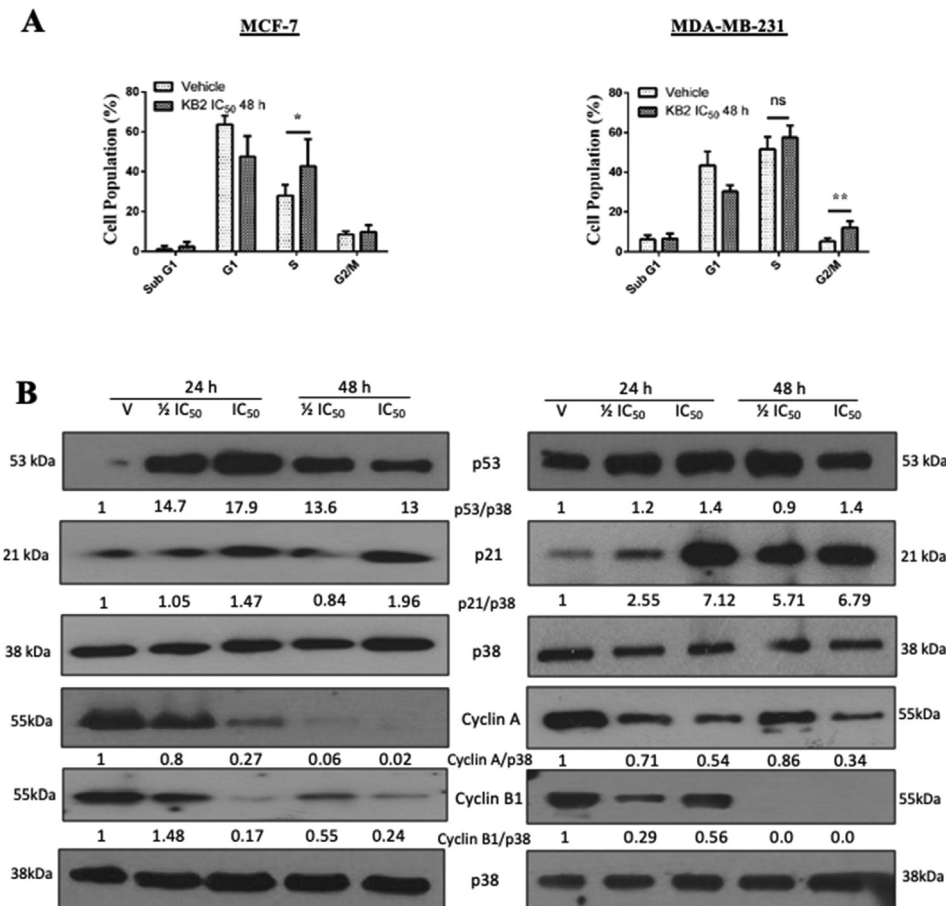 A
MCF-7
MDA-MB-231
Vehicle
KB2 IC50 48 h
Cell Population (%)
80
60
40
20
0
*
Sub G1
G1
S
G2/M
Vehicle
KB2 IC50 48 h
Cell Population (%)
80
60
40
20
0
ns
**
Sub G1
G1
S
G2/M
B
24 h 48 h 24 h 48 h
V ½ IC50 IC50 ½ IC50 IC50 V ½ IC50 IC50 ½ IC50 IC50
53 kDa p53 53 kDa
1 14.7 17.9 13.6 13 p53/p38 1 1.2 1.4 0.9 1.4
21 kDa p21 21 kDa
1 1.05 1.47 0.84 1.96 p21/p38 1 2.55 7.12 5.71 6.79
38 kDa p38 38 kDa
55kDa Cyclin A 55kDa
1 0.8 0.27 0.06 0.02 Cyclin A/p38 1 0.71 0.54 0.86 0.34
55kDa Cyclin B1 55kDa
1 1.48 0.17 0.55 0.24 Cyclin B1/p38 1 0.29 0.56 0.0 0.0
38kDa p38 38kDa